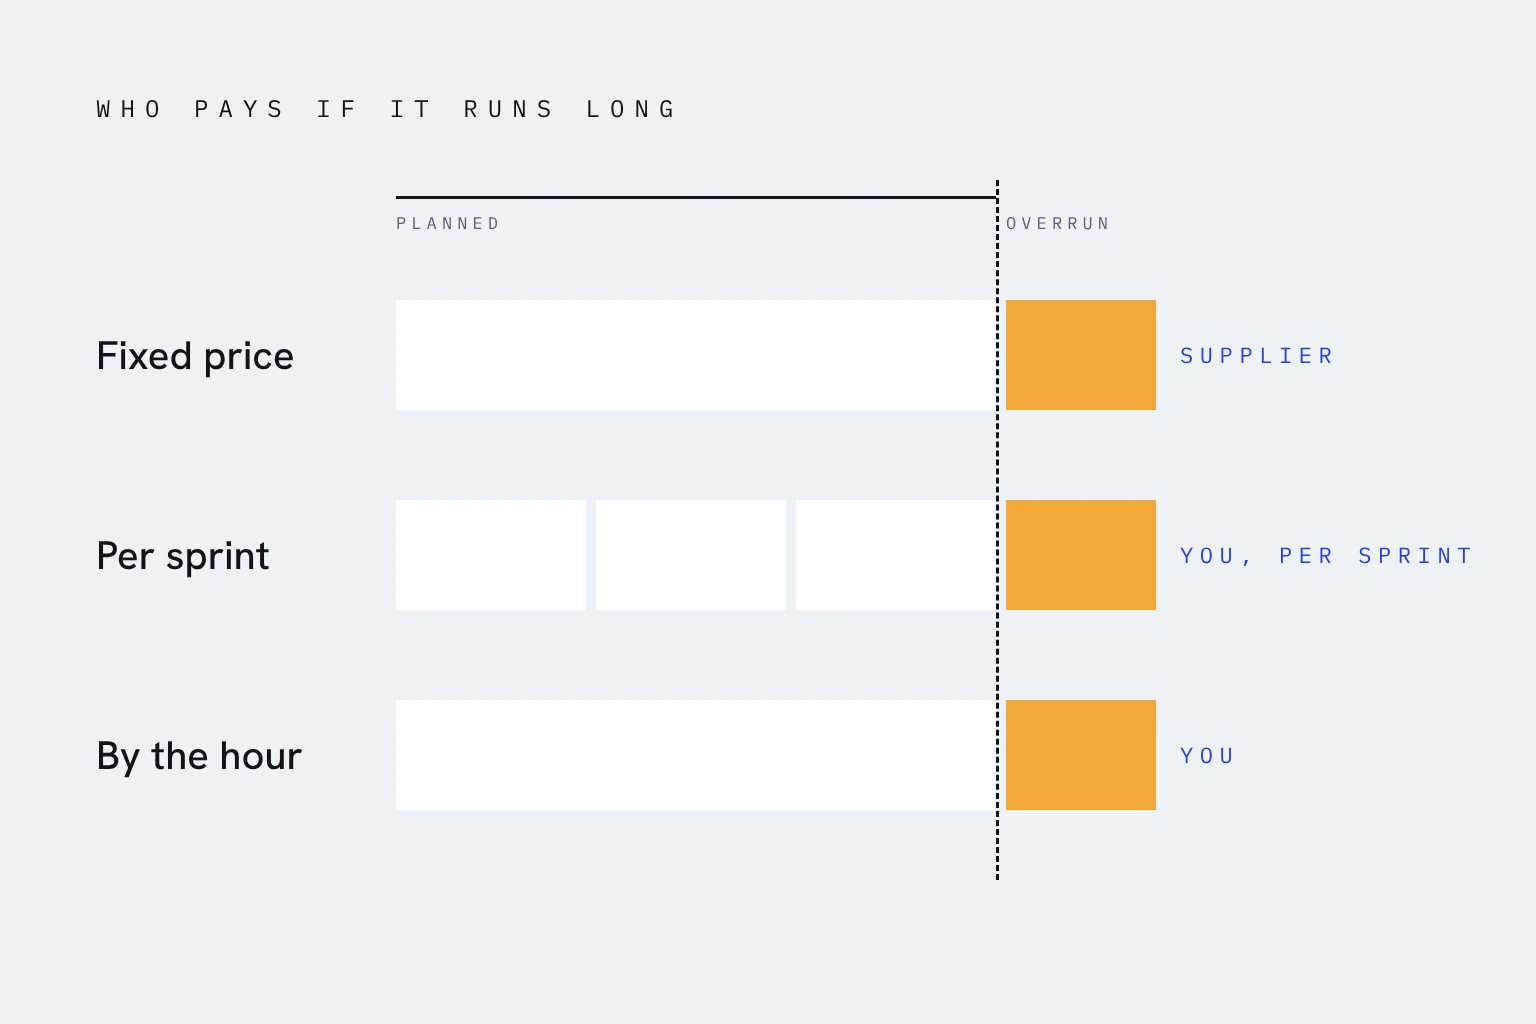 WHO PAYS IF IT RUNS LONG
PLANNED
OVERRUN
Fixed price
SUPPLIER
Per sprint
YOU, PER SPRINT
By the hour
YOU